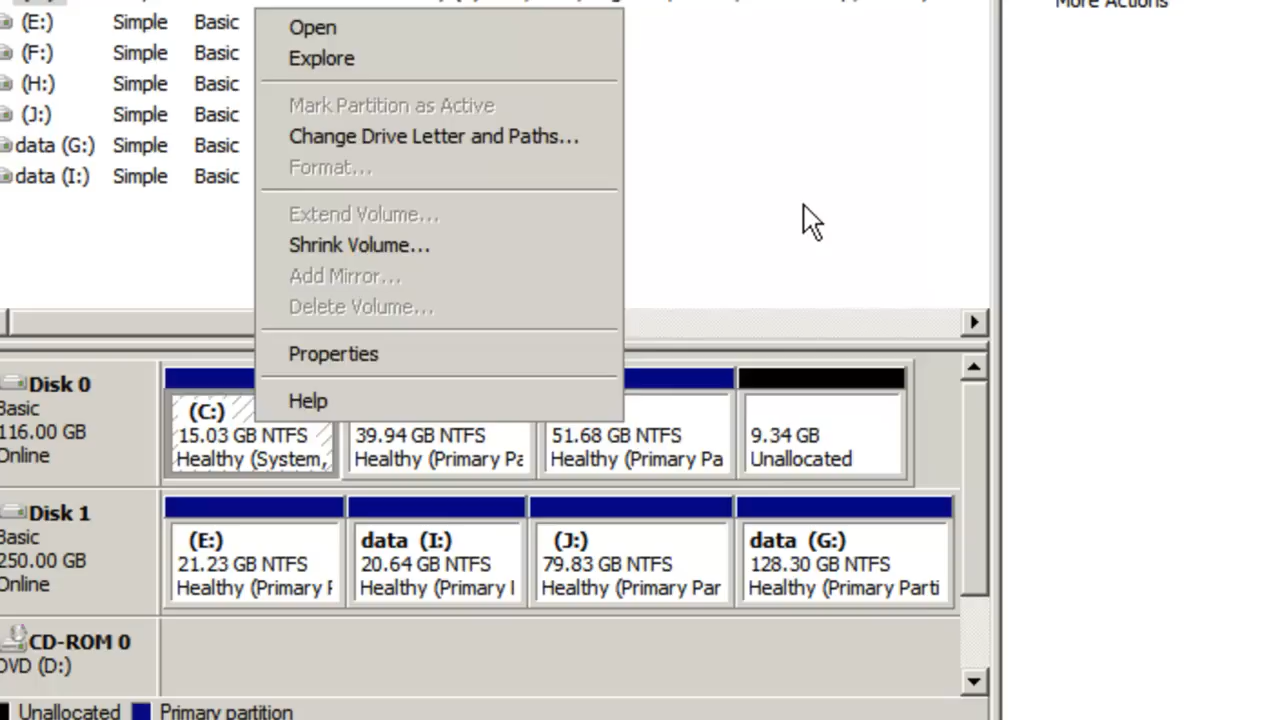 More Actions
(E:) Simple Basic
(F:) Simple Basic
(H:) Simple Basic
(J:) Simple Basic
data (G:) Simple Basic
data (I:) Simple Basic
Open
Explore
Mark Partition as Active
Change Drive Letter and Paths...
Format...
Extend Volume...
Shrink Volume...
Add Mirror...
Delete Volume...
Properties
Help
Disk 0
Basic
116.00 GB
Online
(C:)
15.03 GB NTFS
Healthy (System,
39.94 GB NTFS
Healthy (Primary Pa
51.68 GB NTFS
Healthy (Primary Pa
9.34 GB
Unallocated
Disk 1
Basic
250.00 GB
Online
(E:)
21.23 GB NTFS
Healthy (Primary P
data (I:)
20.64 GB NTFS
Healthy (Primary
(J:)
79.83 GB NTFS
Healthy (Primary Par
data (G:)
128.30 GB NTFS
Healthy (Primary Parti
CD-ROM 0
DVD (D:)
Unallocated Primary partition